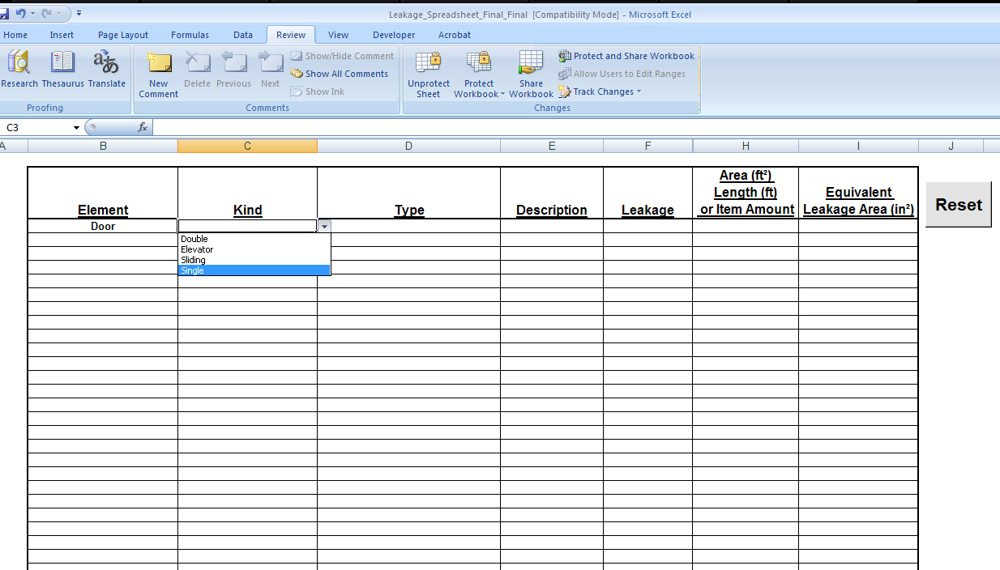 Leakage_Spreadsheet_Final_Final [Compatibility Mode] - Microsoft Excel
Home Insert Page Layout Formulas Data Review View Developer Acrobat
Research Thesaurus Translate
Proofing
New Comment Delete Previous Next
Show/Hide Comment
Show All Comments
Show Ink
Comments
Unprotect Sheet Protect Workbook Share Workbook
Protect and Share Workbook
Allow Users to Edit Ranges
Track Changes
Changes
C3 fx
A B C D E F H I J
Element Kind Type Description Leakage Area (ft²) Length (ft) or Item Amount Equivalent Leakage Area (in²)
Reset
Door
Double
Elevator
Sliding
Single